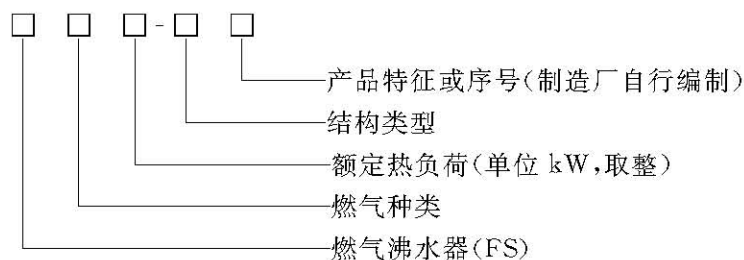 □ □ □-□ □
产品特征或序号(制造厂自行编制)
结构类型
额定热负荷(单位 kW,取整)
燃气种类
燃气沸水器(FS)